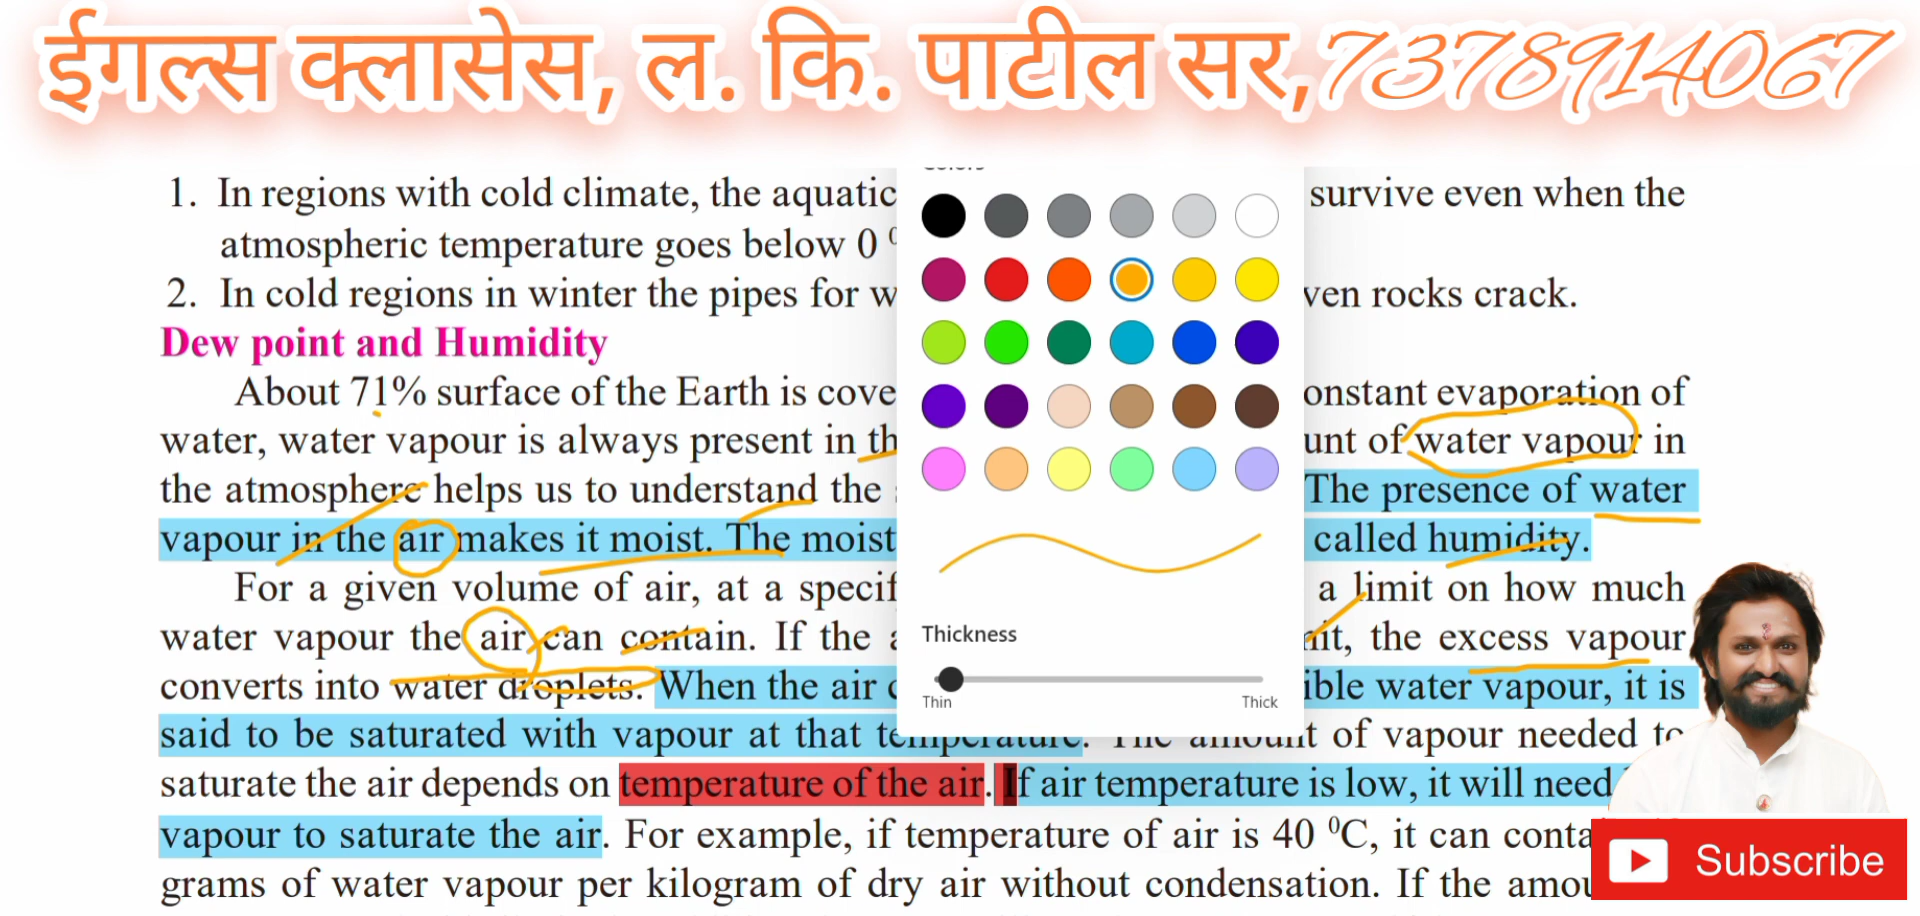 ईगल्स क्लासेस, ल. कि. पाटील सर, 7378914067
1. In regions with cold climate, the aquatic survive even when the
atmospheric temperature goes below 0
2. In cold regions in winter the pipes for w ven rocks crack.
Dew point and Humidity
About 71% surface of the Earth is cove onstant evaporation of
water, water vapour is always present in th unt of water vapour in
the atmosphere helps us to understand the The presence of water
vapour in the air makes it moist. The moist called humidity.
For a given volume of air, at a specif a limit on how much
water vapour the air can contain. If the the excess vapour
converts into water droplets. When the air ible water vapour, it is
said to be saturated with vapour at that temperature. The amount of vapour needed to
saturate the air depends on temperature of the air. If air temperature is low, it will need
vapour to saturate the air. For example, if temperature of air is 40 ⁰C, it can conta
grams of water vapour per kilogram of dry air without condensation. If the amou
Thickness
Thin Thick
Subscribe